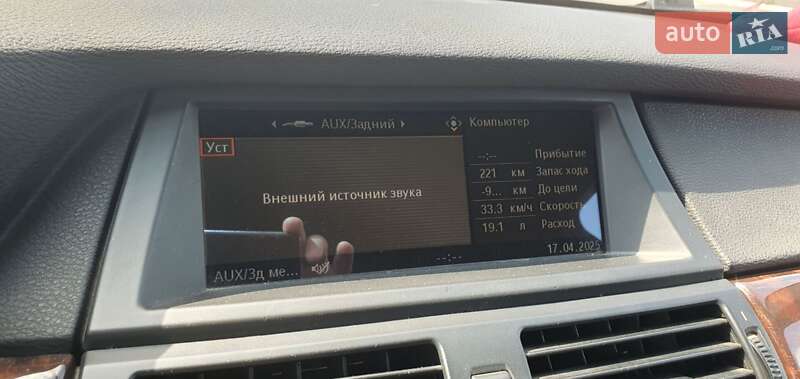 auto RIA .com
AUX/Задний
Компьютер
Уст
--:-- Прибытие
221 км Запас хода
-9... км До цели
33.3 км/ч Скорость
19.1 л Расход
Внешний источник звука
17.04.2025
AUX/Зд ме...
--:--